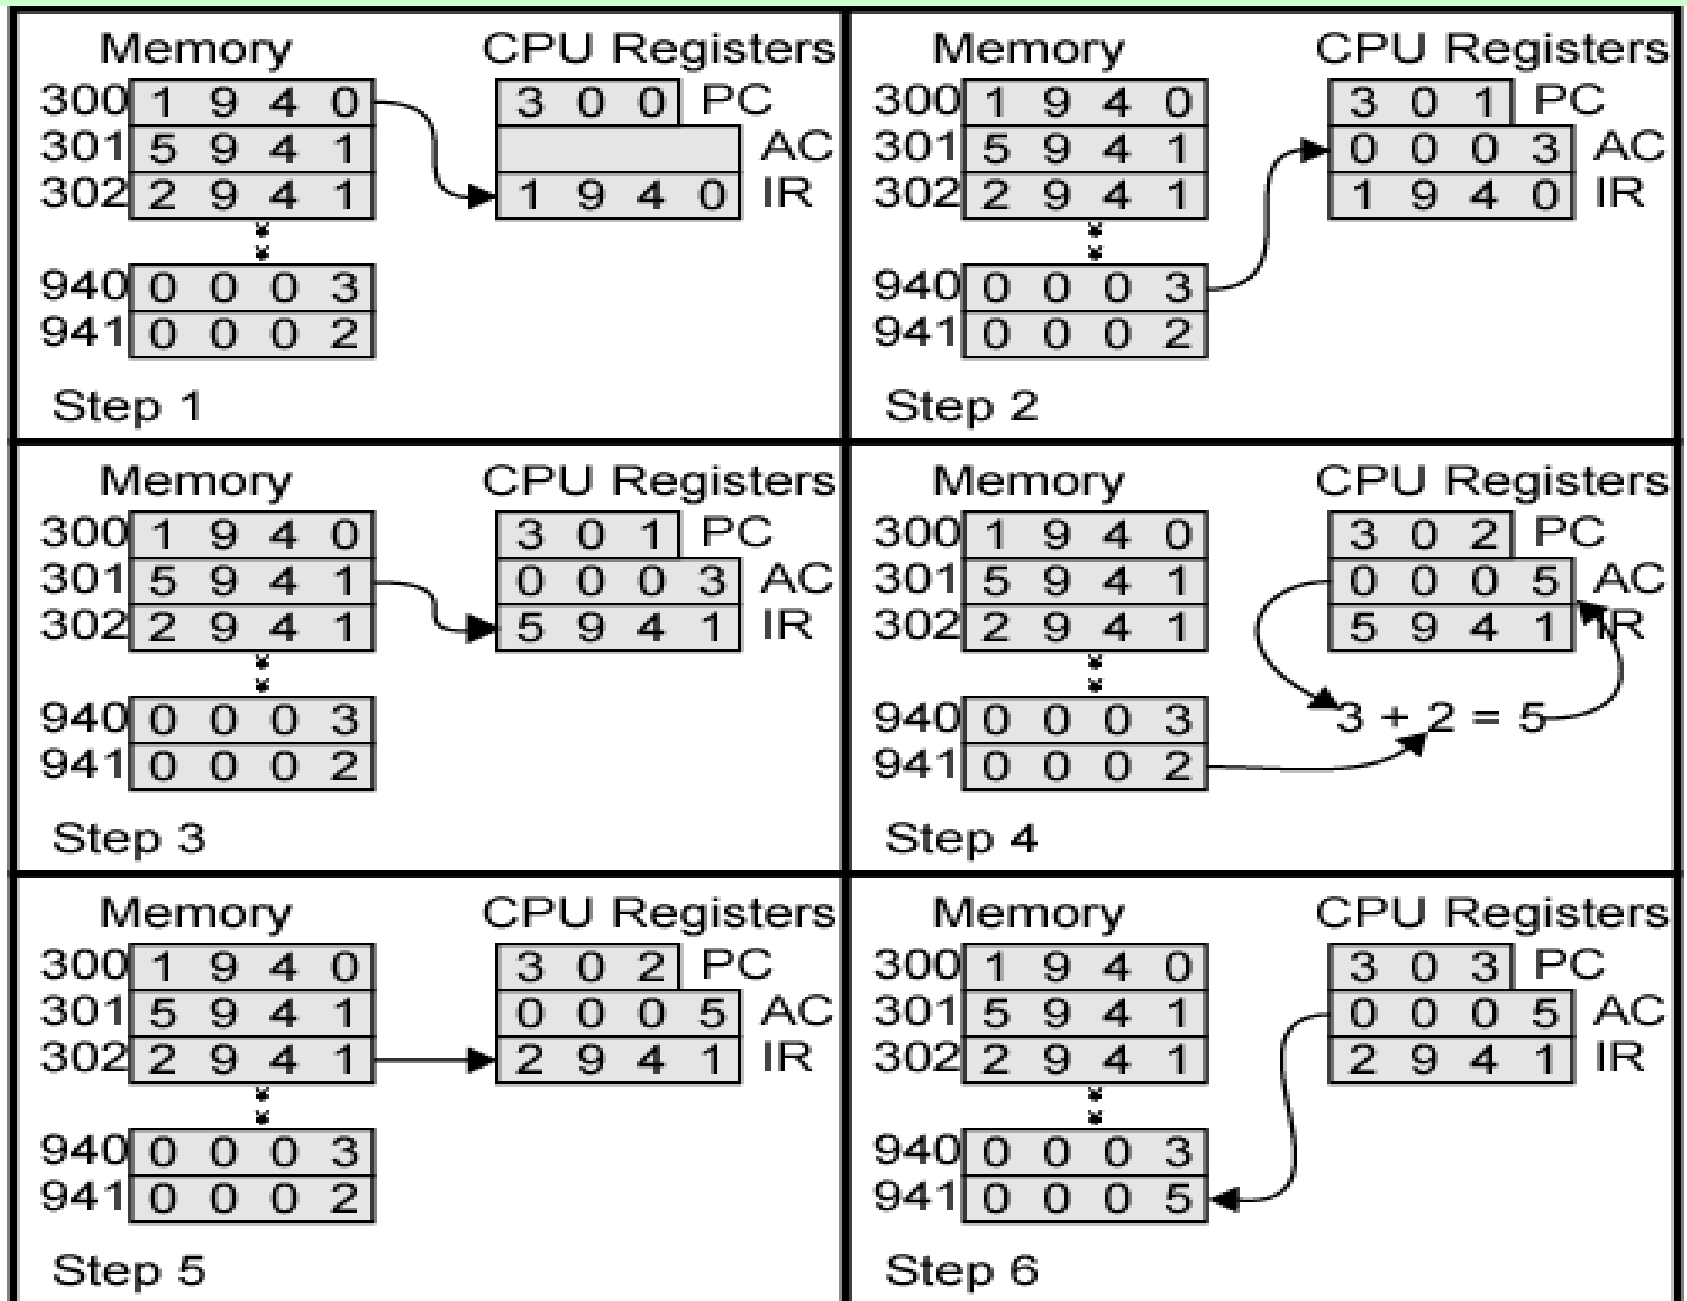 Memory CPU Registers
300 1 9 4 0 3 0 0 PC
301 5 9 4 1 AC
302 2 9 4 1 1 9 4 0 IR
940 0 0 0 3
941 0 0 0 2
Step 1
Memory CPU Registers
300 1 9 4 0 3 0 1 PC
301 5 9 4 1 0 0 0 3 AC
302 2 9 4 1 1 9 4 0 IR
940 0 0 0 3
941 0 0 0 2
Step 2
Memory CPU Registers
300 1 9 4 0 3 0 1 PC
301 5 9 4 1 0 0 0 3 AC
302 2 9 4 1 5 9 4 1 IR
940 0 0 0 3
941 0 0 0 2
Step 3
Memory CPU Registers
300 1 9 4 0 3 0 2 PC
301 5 9 4 1 0 0 0 5 AC
302 2 9 4 1 5 9 4 1 IR
940 0 0 0 3 3 + 2 = 5
941 0 0 0 2
Step 4
Memory CPU Registers
300 1 9 4 0 3 0 2 PC
301 5 9 4 1 0 0 0 5 AC
302 2 9 4 1 2 9 4 1 IR
940 0 0 0 3
941 0 0 0 2
Step 5
Memory CPU Registers
300 1 9 4 0 3 0 3 PC
301 5 9 4 1 0 0 0 5 AC
302 2 9 4 1 2 9 4 1 IR
940 0 0 0 3
941 0 0 0 5
Step 6